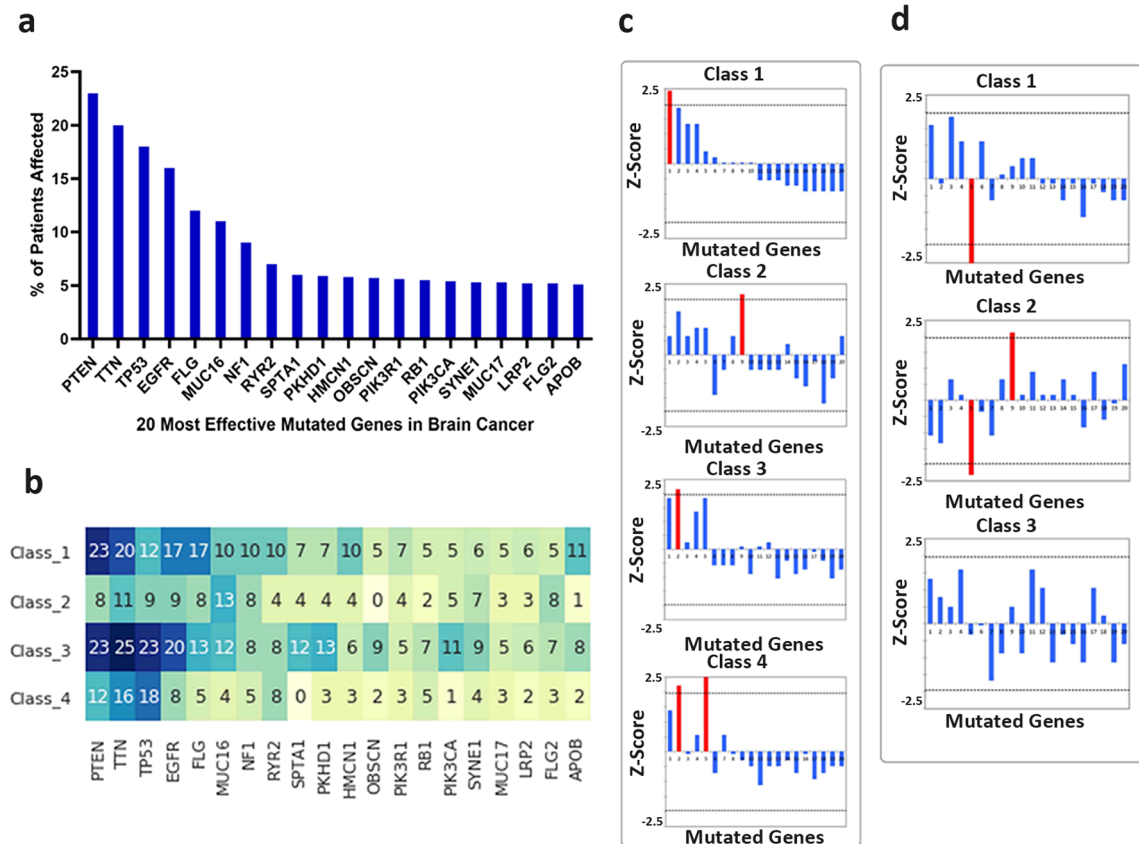 a
25
20
15
10
5
0
% of Patients Affected
PTEN TTN TP53 EGFR FLG MUC16 NF1 RYR2 SPTA1 PKHD1 HMCN1 OBSCN PIK3R1 RB1 PIK3CA SYNE1 MUC17 LRP2 FLG2 APOB
20 Most Effective Mutated Genes in Brain Cancer
b
Class_1 23 20 12 17 17 10 10 10 7 7 10 5 7 5 5 6 5 6 5 11
Class_2 8 11 9 9 8 13 8 4 4 4 4 0 4 2 5 7 3 3 8 1
Class_3 23 25 23 20 13 12 8 8 12 13 6 9 5 7 11 9 5 6 7 8
Class_4 12 16 18 8 5 4 8 8 0 3 3 2 3 5 1 4 3 2 3 2
PTEN TTN TP53 EGFR FLG MUC16 NF1 RYR2 SPTA1 PKHD1 HMCN1 OBSCN PIK3R1 RB1 PIK3CA SYNE1 MUC17 LRP2 FLG2 APOB
c
Class 1
2.5
Z-Score
-2.5
Mutated Genes
Class 2
2.5
Z-Score
-2.5
Mutated Genes
Class 3
2.5
Z-Score
-2.5
Mutated Genes
Class 4
2.5
Z-Score
-2.5
Mutated Genes
d
Class 1
2.5
Z-Score
-2.5
Mutated Genes
Class 2
2.5
Z-Score
-2.5
Mutated Genes
Class 3
2.5
Z-Score
-2.5
Mutated Genes